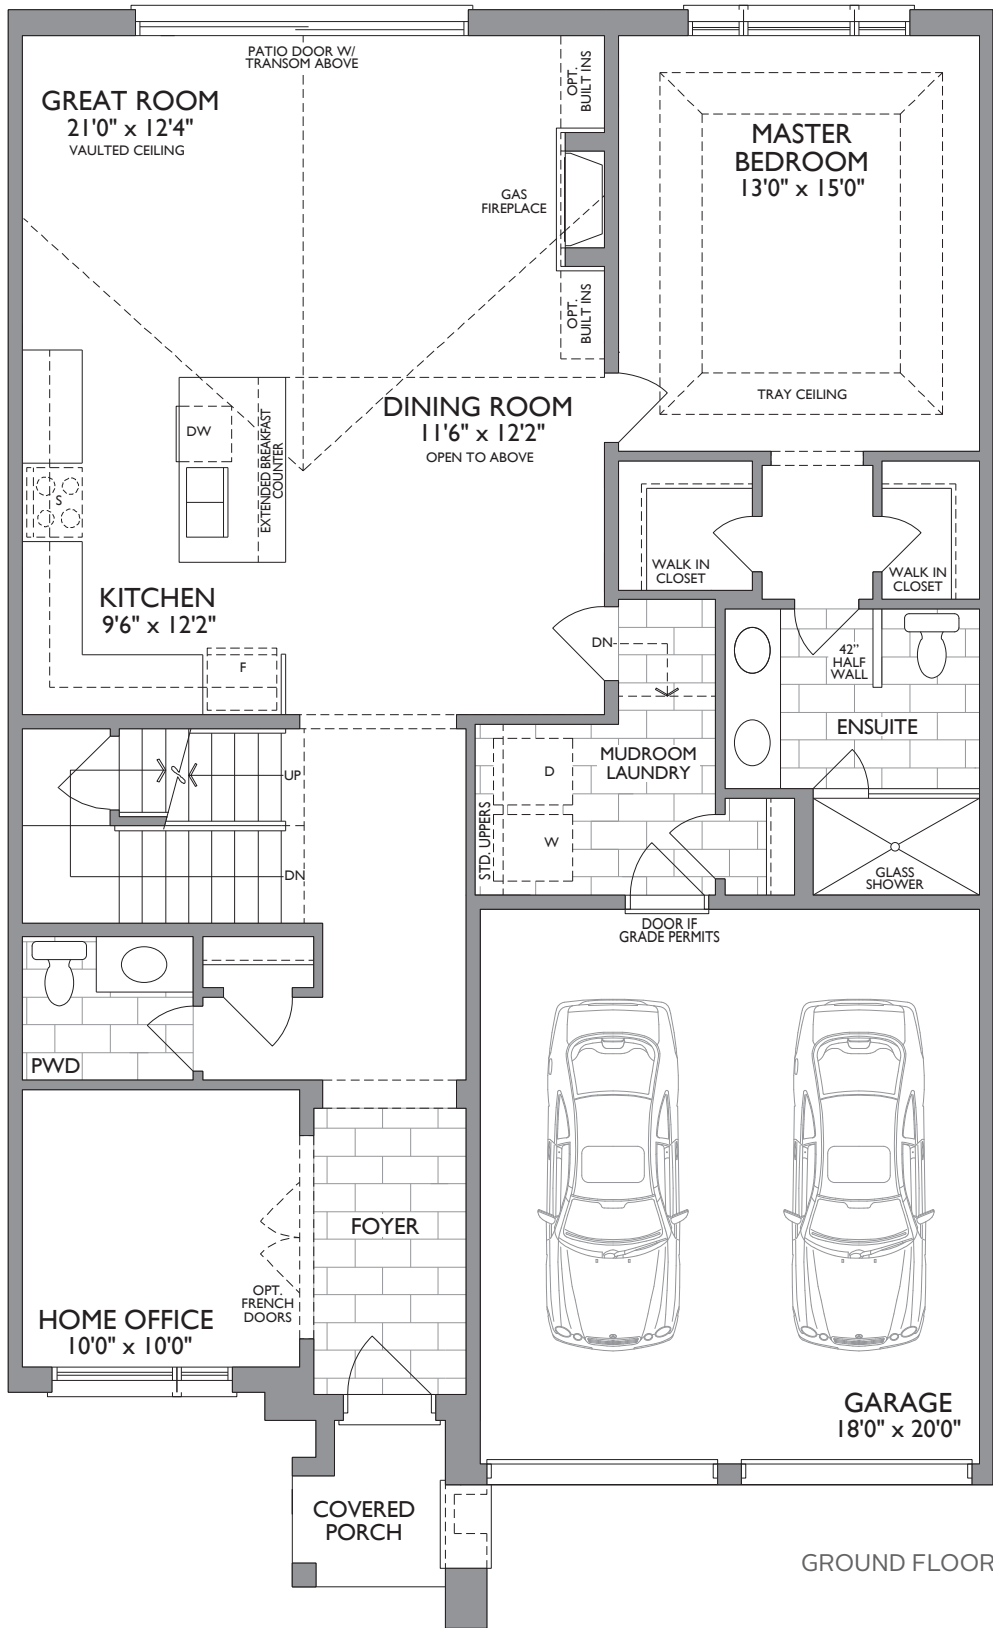 PATIO DOOR W/
TRANSOM ABOVE
GREAT ROOM
21'0" x 12'4"
VAULTED CEILING
OPT.
BUILT INS
GAS
FIREPLACE
OPT.
BUILT INS
MASTER
BEDROOM
13'0" x 15'0"
TRAY CEILING
DINING ROOM
11'6" x 12'2"
OPEN TO ABOVE
DW
EXTENDED BREAKFAST
COUNTER
S
KITCHEN
9'6" x 12'2"
F
WALK IN
CLOSET
WALK IN
CLOSET
DN
42”
HALF
WALL
ENSUITE
MUDROOM
LAUNDRY
D
W
STD. UPPERS
UP
DN
GLASS
SHOWER
DOOR IF
GRADE PERMITS
PWD
FOYER
OPT.
FRENCH
DOORS
HOME OFFICE
10'0" x 10'0"
GARAGE
18'0" x 20'0"
COVERED
PORCH
GROUND FLOOR